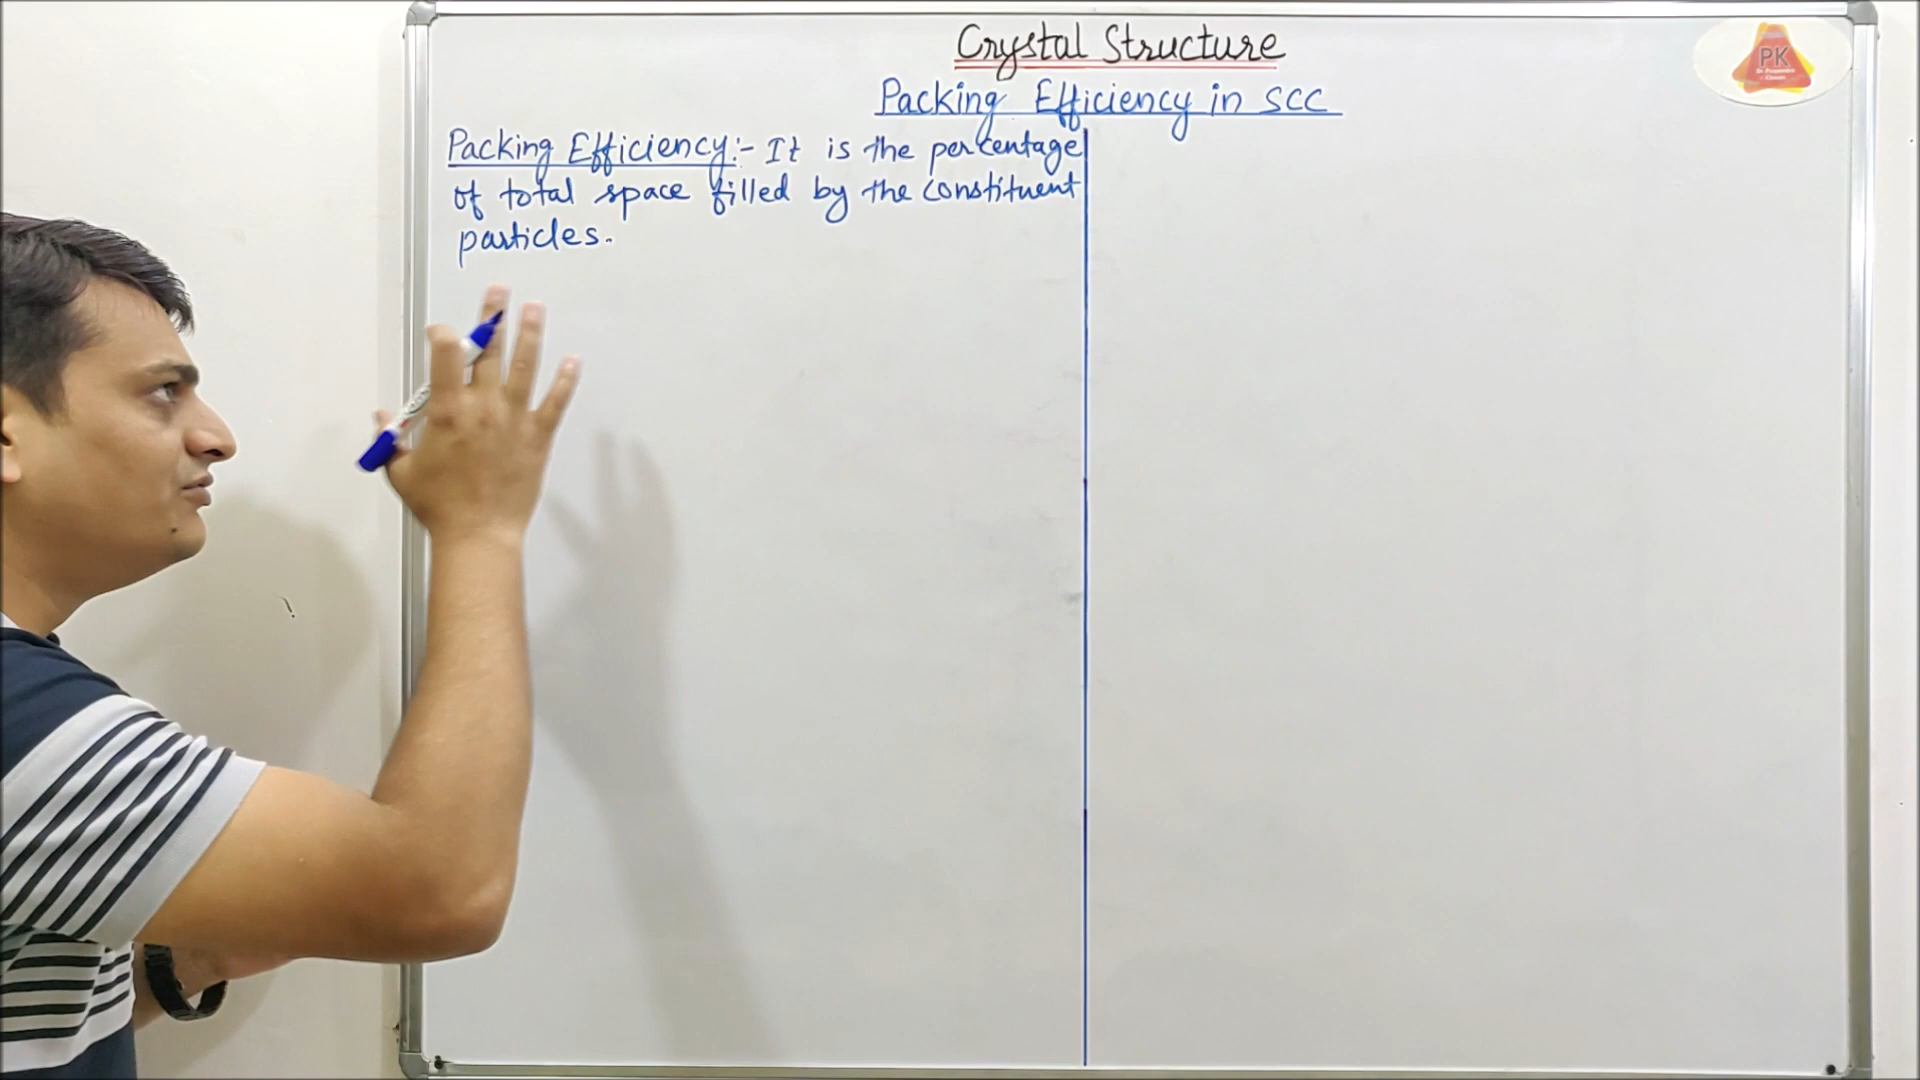 Crystal Structure
Packing Efficiency in SCC
Packing Efficiency:- It is the percentage
of total space filled by the constituent
particles.
PK